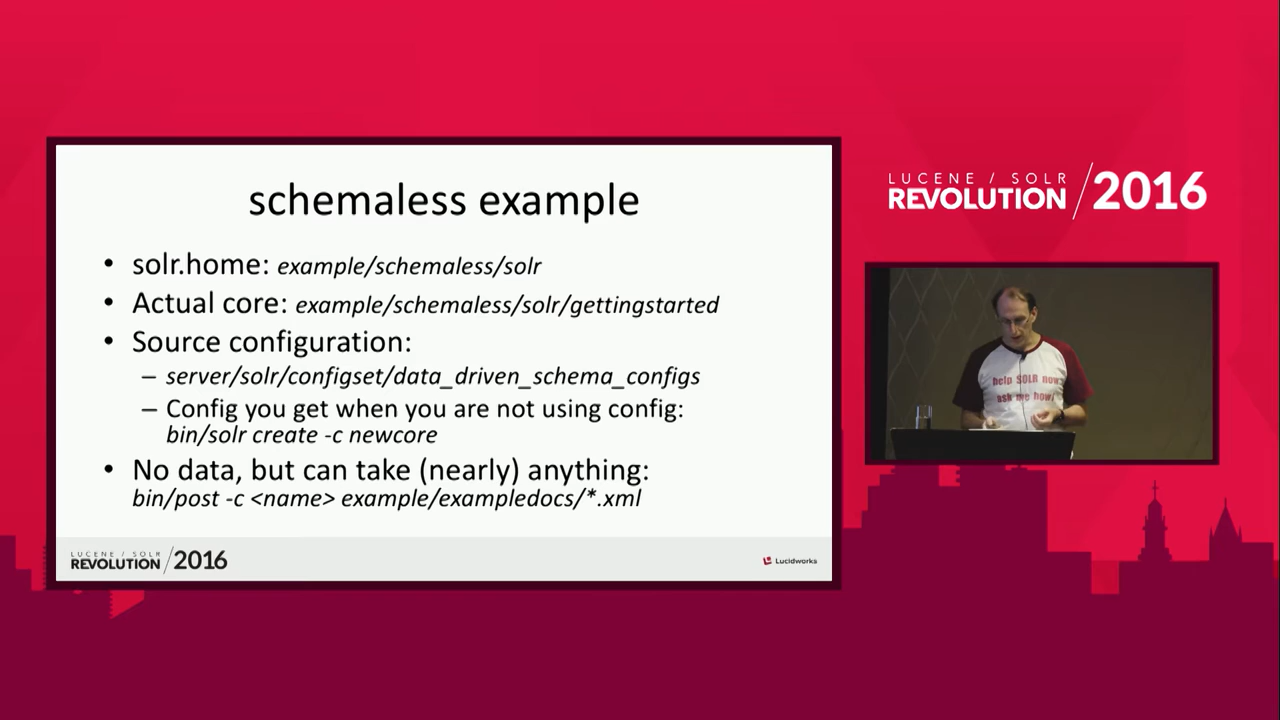 schemaless example
• solr.home: example/schemaless/solr
• Actual core: example/schemaless/solr/gettingstarted
• Source configuration:
– server/solr/configset/data_driven_schema_configs
– Config you get when you are not using config:
bin/solr create -c newcore
• No data, but can take (nearly) anything:
bin/post -c <name> example/exampledocs/*.xml
LUCENE / SOLR
REVOLUTION /2016
Lucidworks
LUCENE / SOLR
REVOLUTION /2016
help SOLR now?
ask me how!